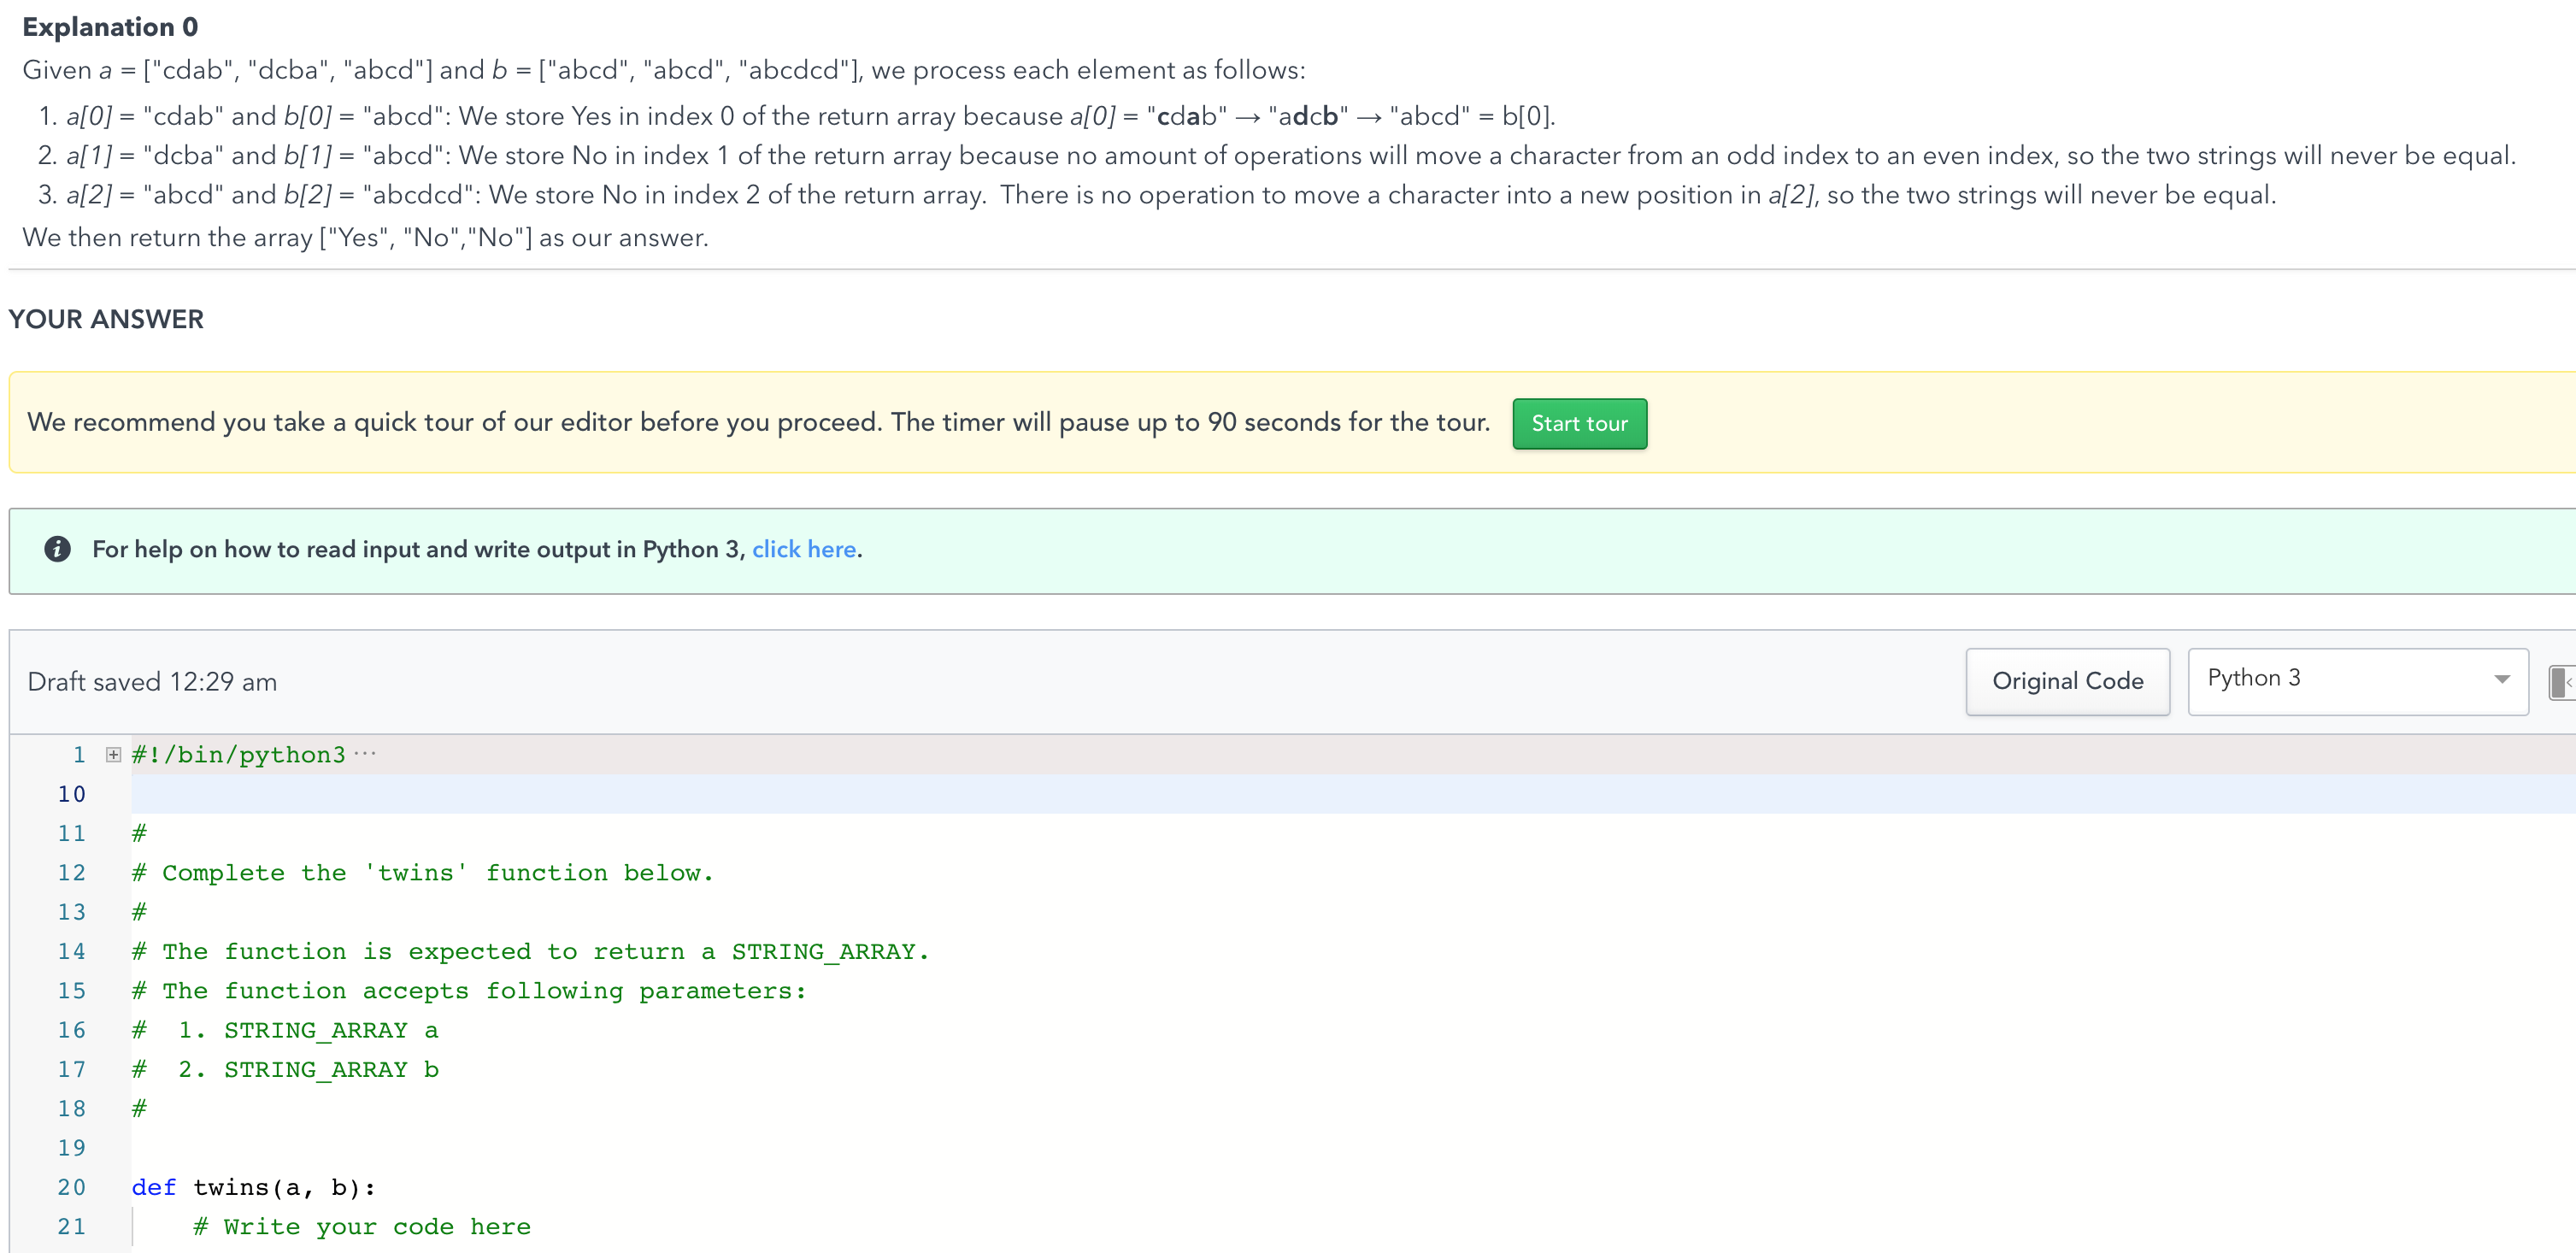 Explanation 0
Given a = ["cdab", "dcba", "abcd"] and b = ["abcd", "abcd", "abcdcd"], we process each element as follows:
1. a[0] = "cdab" and b[0] = "abcd": We store Yes in index 0 of the return array because a[0] = "cdab" → "adcb" → "abcd" = b[0].
2. a[1] = "dcba" and b[1] = "abcd": We store No in index 1 of the return array because no amount of operations will move a character from an odd index to an even index, so the two strings will never be equal.
3. a[2] = "abcd" and b[2] = "abcdcd": We store No in index 2 of the return array.  There is no operation to move a character into a new position in a[2], so the two strings will never be equal.
We then return the array ["Yes", "No","No"] as our answer.
YOUR ANSWER
We recommend you take a quick tour of our editor before you proceed. The timer will pause up to 90 seconds for the tour. Start tour
For help on how to read input and write output in Python 3, click here.
Draft saved 12:29 am Original Code Python 3
1 #!/bin/python3 ···
10
11 #
12 # Complete the 'twins' function below.
13 #
14 # The function is expected to return a STRING_ARRAY.
15 # The function accepts following parameters:
16 #  1. STRING_ARRAY a
17 #  2. STRING_ARRAY b
18 #
19
20 def twins(a, b):
21     # Write your code here